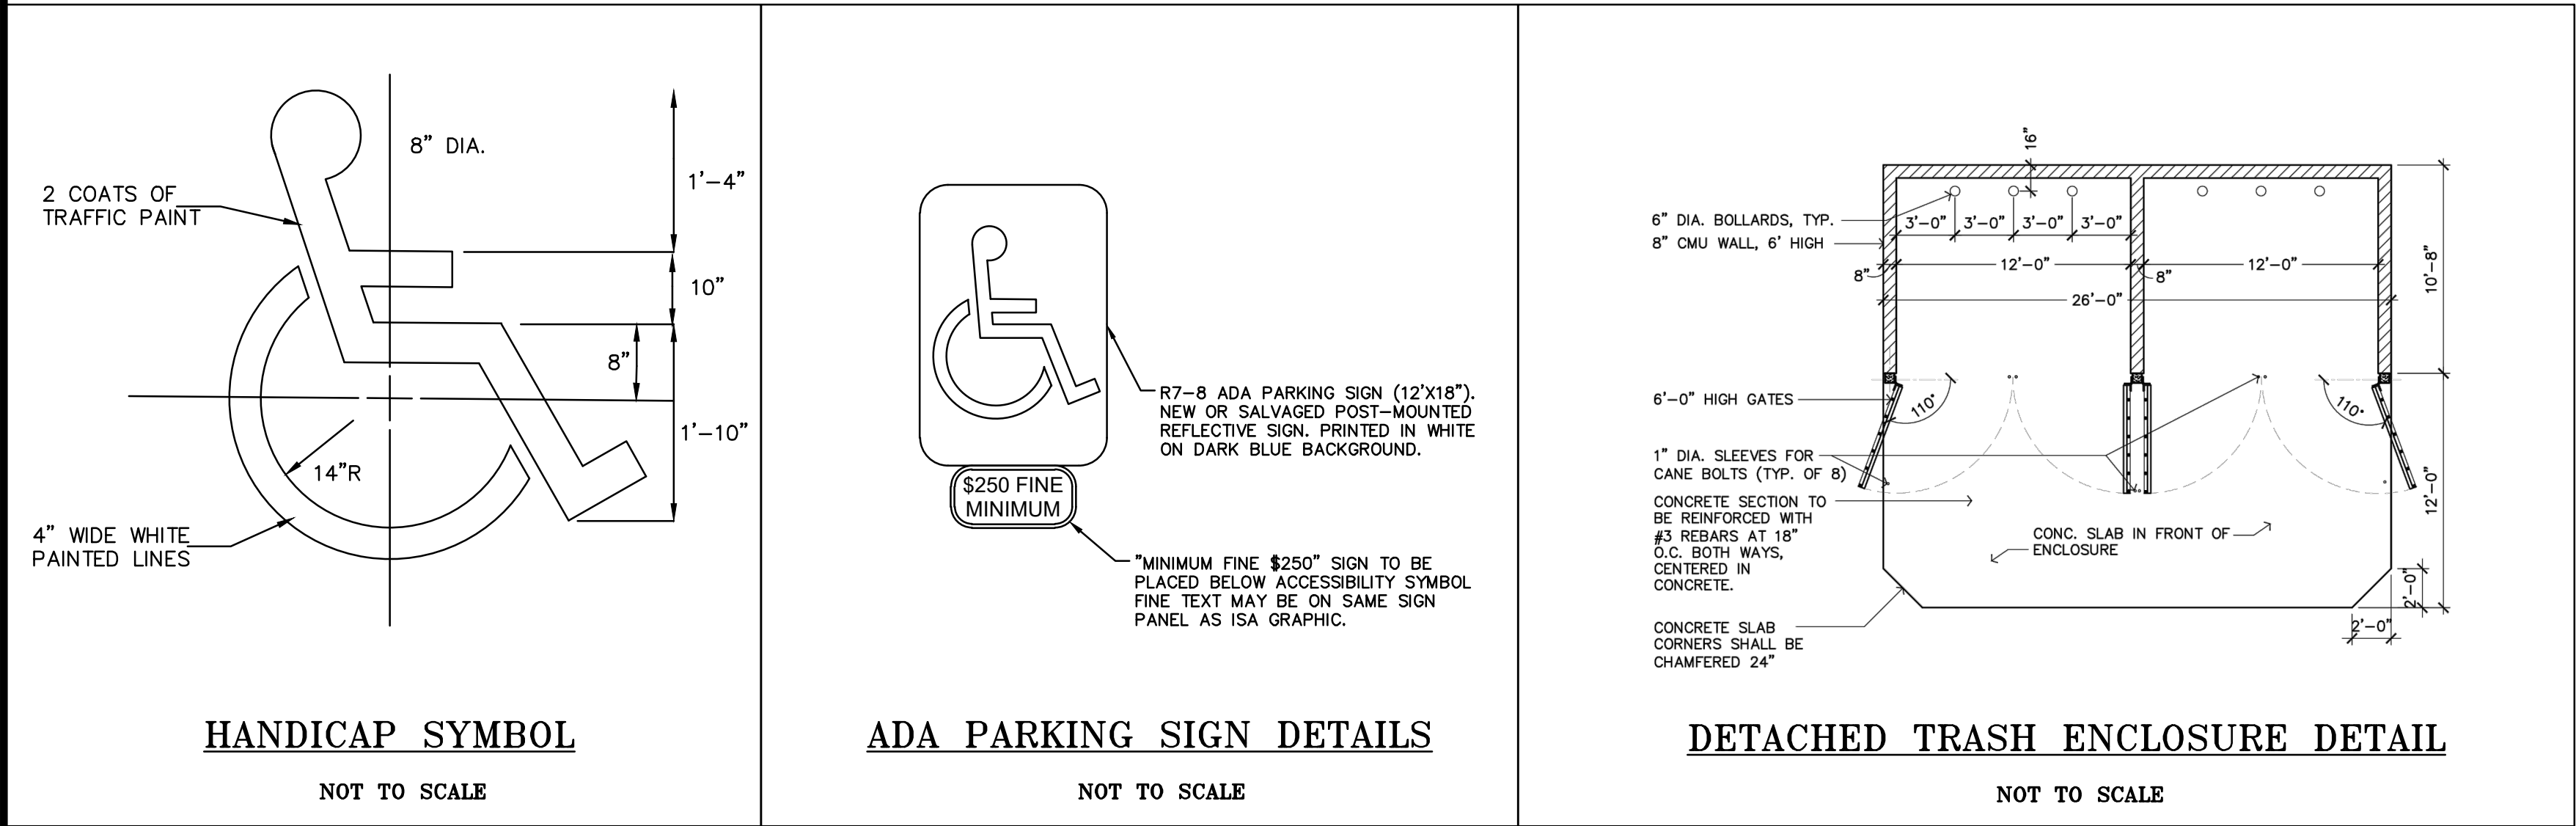 8” DIA.
1’–4”
2 COATS OF
TRAFFIC PAINT
10”
8”
1’–10”
14”R
4” WIDE WHITE
PAINTED LINES
HANDICAP SYMBOL
NOT TO SCALE
R7–8 ADA PARKING SIGN (12’X18”).
NEW OR SALVAGED POST–MOUNTED
REFLECTIVE SIGN. PRINTED IN WHITE
ON DARK BLUE BACKGROUND.
$250 FINE
MINIMUM
”MINIMUM FINE $250” SIGN TO BE
PLACED BELOW ACCESSIBILITY SYMBOL
FINE TEXT MAY BE ON SAME SIGN
PANEL AS ISA GRAPHIC.
ADA PARKING SIGN DETAILS
NOT TO SCALE
16”
6” DIA. BOLLARDS, TYP.
3’–0” 3’–0” 3’–0” 3’–0”
8” CMU WALL, 6’ HIGH
12’–0” 12’–0”
8” 8”
10’–8”
26’–0”
6’–0” HIGH GATES
110° 110°
1” DIA. SLEEVES FOR
CANE BOLTS (TYP. OF 8)
12’–0”
CONCRETE SECTION TO
BE REINFORCED WITH
#3 REBARS AT 18”
O.C. BOTH WAYS,
CENTERED IN
CONCRETE.
CONC. SLAB IN FRONT OF
ENCLOSURE
2’–0”
2’–0”
CONCRETE SLAB
CORNERS SHALL BE
CHAMFERED 24”
DETACHED TRASH ENCLOSURE DETAIL
NOT TO SCALE